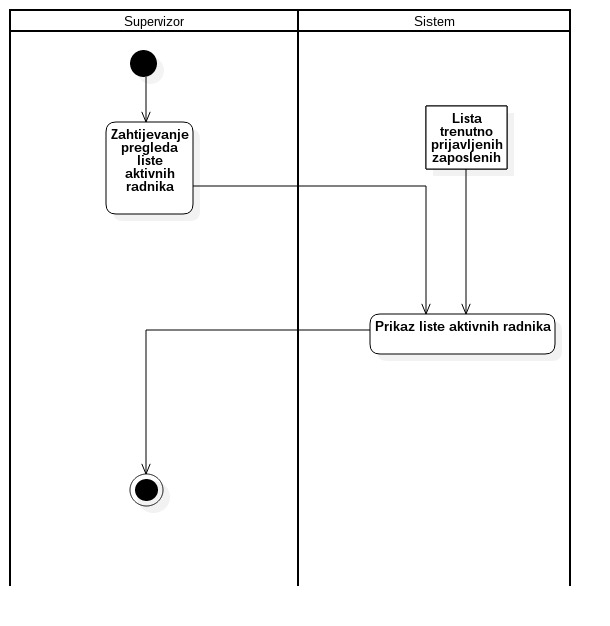 Supervizor
Sistem
Zahtijevanje
pregleda
liste
aktivnih
radnika
Lista
trenutno
prijavljenih
zaposlenih
Prikaz liste aktivnih radnika